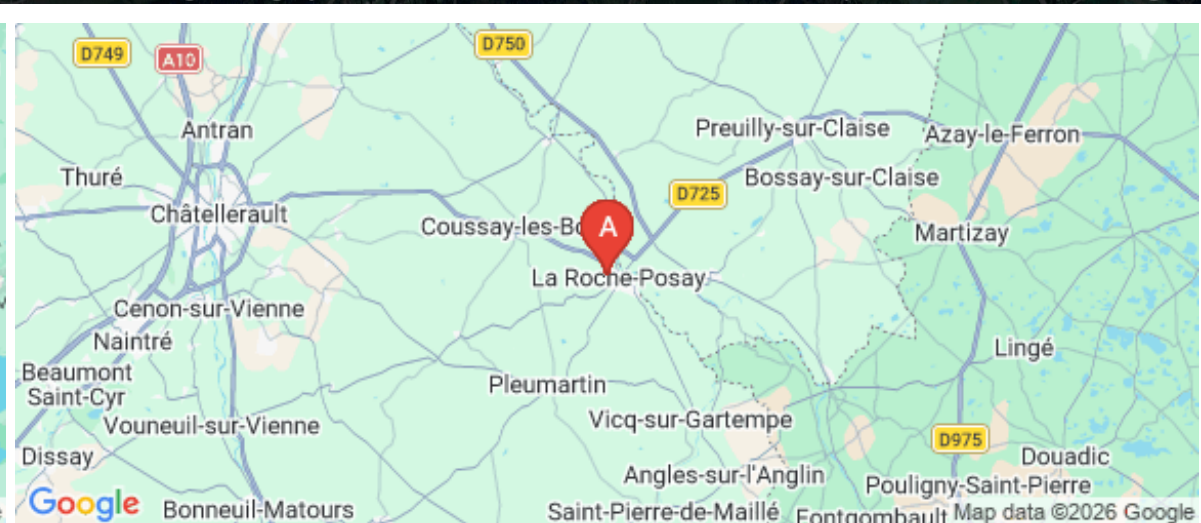 D749
A10
D750
Antran
Preuilly-sur-Claise
Azay-le-Ferron
Thuré
Bossay-sur-Claise
D725
Châtellerault
Coussay-les-Bo
A
Martizay
La Roche-Posay
Cenon-sur-Vienne
Naintré
Lingé
Beaumont
Saint-Cyr
Pleumartin
Vouneuil-sur-Vienne
Vicq-sur-Gartempe
D975
Dissay
Douadic
Angles-sur-l'Anglin
Pouligny-Saint-Pierre
Google
Bonneuil-Matours
Saint-Pierre-de-Maillé
Fontgombault
Map data ©2026 Google